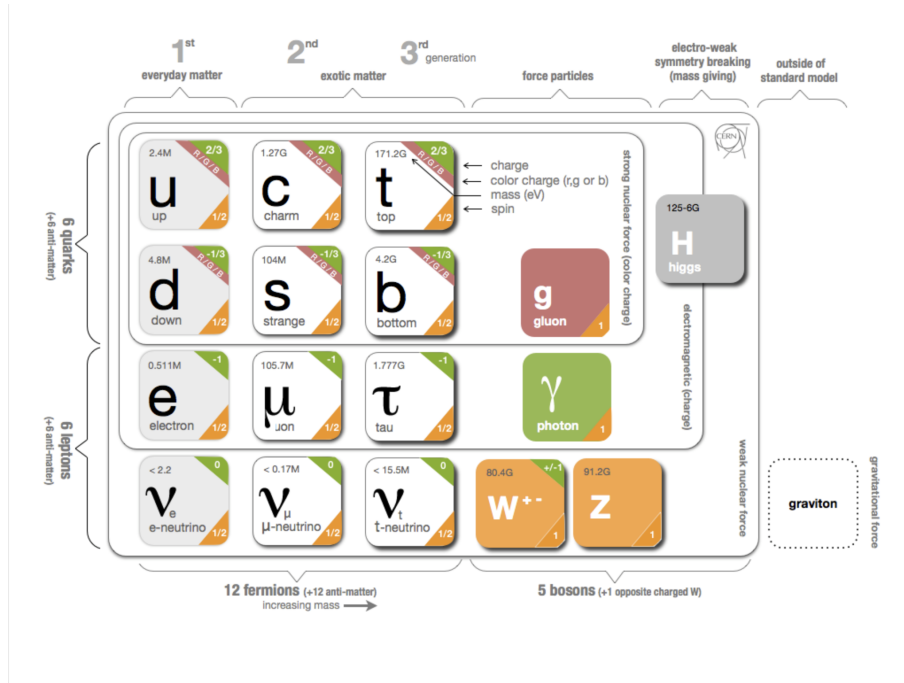 1st
2nd
3rd generation
everyday matter
exotic matter
force particles
electro-weak
symmetry breaking
(mass giving)
outside of
standard model
CERN
6 quarks
(+6 anti-matter)
2.4M
2/3
R/G/B
u
up
1/2
1.27G
2/3
R/G/B
c
charm
1/2
171.2G
2/3
R/G/B
t
top
1/2
charge
color charge (r,g or b)
mass (eV)
spin
strong nuclear force (color charge)
125-6G
H
higgs
4.8M
-1/3
R/G/B
d
down
1/2
104M
-1/3
R/G/B
s
strange
1/2
4.2G
-1/3
R/G/B
b
bottom
1/2
g
gluon
1
electromagnetic (charge)
6 leptons
(+6 anti-matter)
0.511M
-1
e
electron
1/2
105.7M
-1
μ
uon
1/2
1.777G
-1
τ
tau
1/2
γ
photon
1
weak nuclear force
< 2.2
0
νe
e-neutrino
1/2
< 0.17M
0
νμ
μ-neutrino
1/2
< 15.5M
0
νt
t-neutrino
1/2
80.4G
+/-1
W+-
1
91.2G
Z
1
graviton
gravitational force
12 fermions (+12 anti-matter)
increasing mass
5 bosons (+1 opposite charged W)